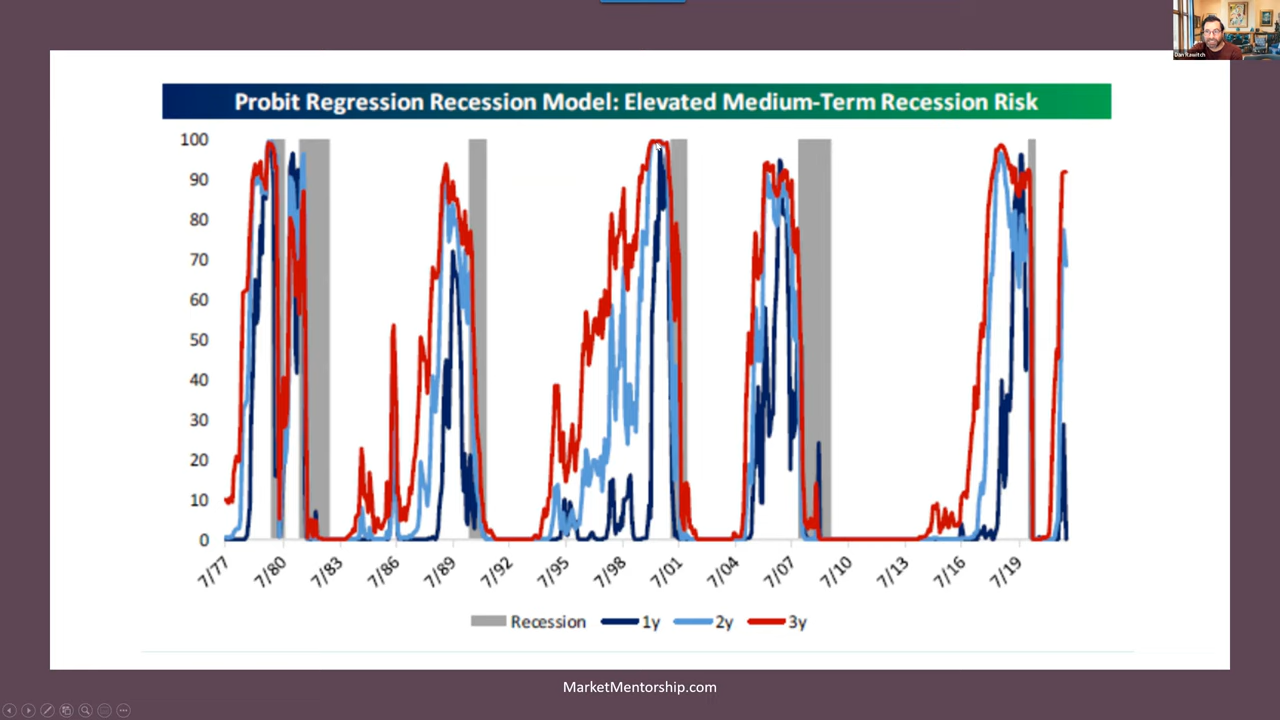 Dan Rawitch
Probit Regression Recession Model: Elevated Medium-Term Recession Risk
100
90
80
70
60
50
40
30
20
10
0
7/77 7/80 7/83 7/86 7/89 7/92 7/95 7/98 7/01 7/04 7/07 7/10 7/13 7/16 7/19
Recession 1y 2y 3y
MarketMentorship.com